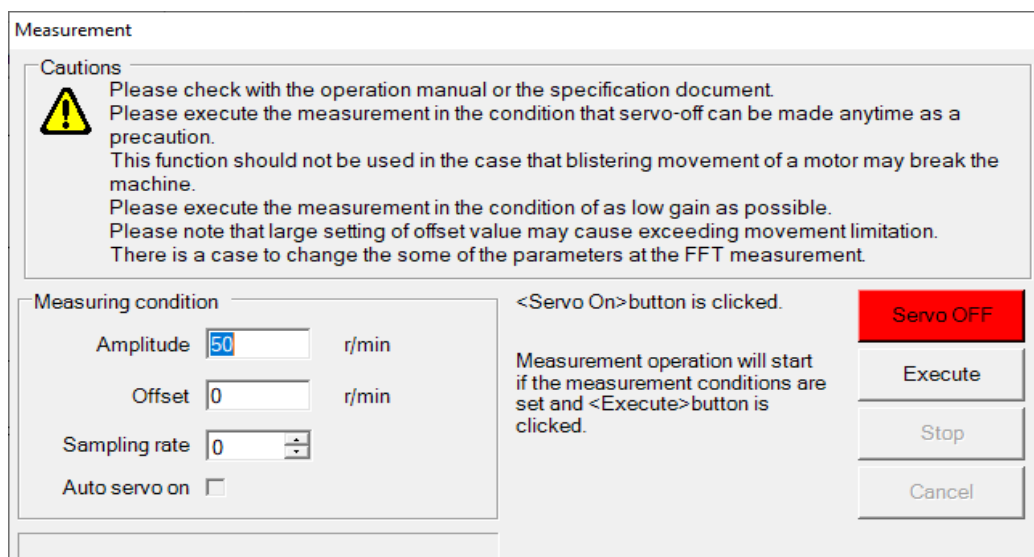 Measurement
Cautions
Please check with the operation manual or the specification document.
Please execute the measurement in the condition that servo-off can be made anytime as a
precaution.
This function should not be used in the case that blistering movement of a motor may break the
machine.
Please execute the measurement in the condition of as low gain as possible.
Please note that large setting of offset value may cause exceeding movement limitation.
There is a case to change the some of the parameters at the FFT measurement.
Measuring condition
Amplitude 50 r/min
Offset 0 r/min
Sampling rate 0
Auto servo on
<Servo On>button is clicked.
Measurement operation will start
if the measurement conditions are
set and <Execute>button is
clicked.
Servo OFF
Execute
Stop
Cancel